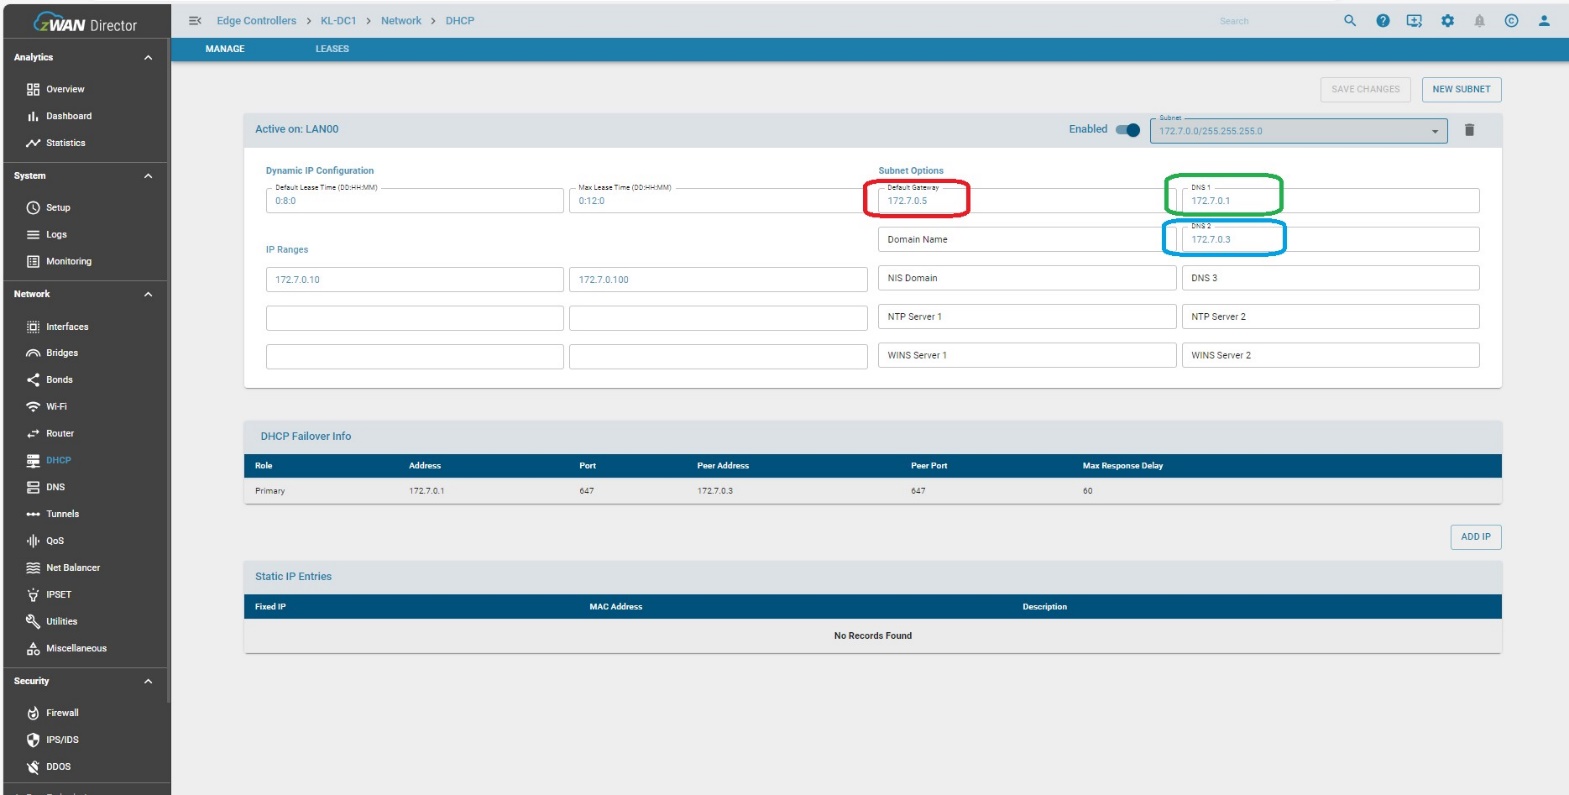 zWAN Director
Edge Controllers > KL-DC1 > Network > DHCP
Search
MANAGE LEASES
Analytics
Overview
Dashboard
Statistics
System
Setup
Logs
Monitoring
Network
Interfaces
Bridges
Bonds
Wi-Fi
Router
DHCP
DNS
Tunnels
QoS
Net Balancer
IPSET
Utilities
Miscellaneous
Security
Firewall
IPS/IDS
DDOS
SAVE CHANGES NEW SUBNET
Active on: LAN00
Enabled
Subnet
172.7.0.0/255.255.255.0
Dynamic IP Configuration
Default Lease Time (DD:HH:MM)
0:8:0
Max Lease Time (DD:HH:MM)
0:12:0
IP Ranges
172.7.0.10 172.7.0.100
Subnet Options
Default Gateway
172.7.0.5
DNS 1
172.7.0.1
Domain Name
DNS 2
172.7.0.3
NIS Domain DNS 3
NTP Server 1 NTP Server 2
WINS Server 1 WINS Server 2
DHCP Failover Info
Role Address Port Peer Address Peer Port Max Response Delay
Primary 172.7.0.1 647 172.7.0.3 647 60
ADD IP
Static IP Entries
Fixed IP MAC Address Description
No Records Found